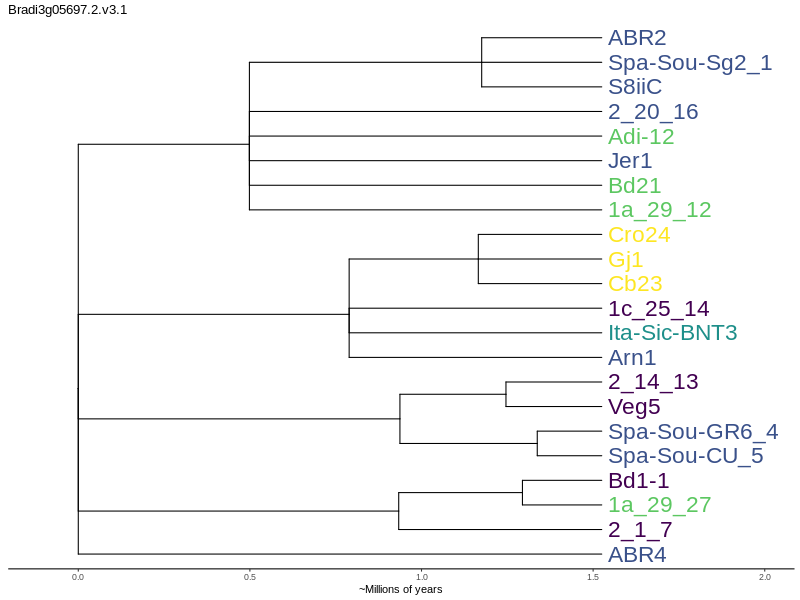 Bradi3g05697.2.v3.1
ABR2
Spa-Sou-Sg2_1
S8iiC
2_20_16
Adi-12
Jer1
Bd21
1a_29_12
Cro24
Gj1
Cb23
1c_25_14
Ita-Sic-BNT3
Arn1
2_14_13
Veg5
Spa-Sou-GR6_4
Spa-Sou-CU_5
Bd1-1
1a_29_27
2_1_7
ABR4
0.0 0.5 1.0 1.5 2.0
~Millions of years